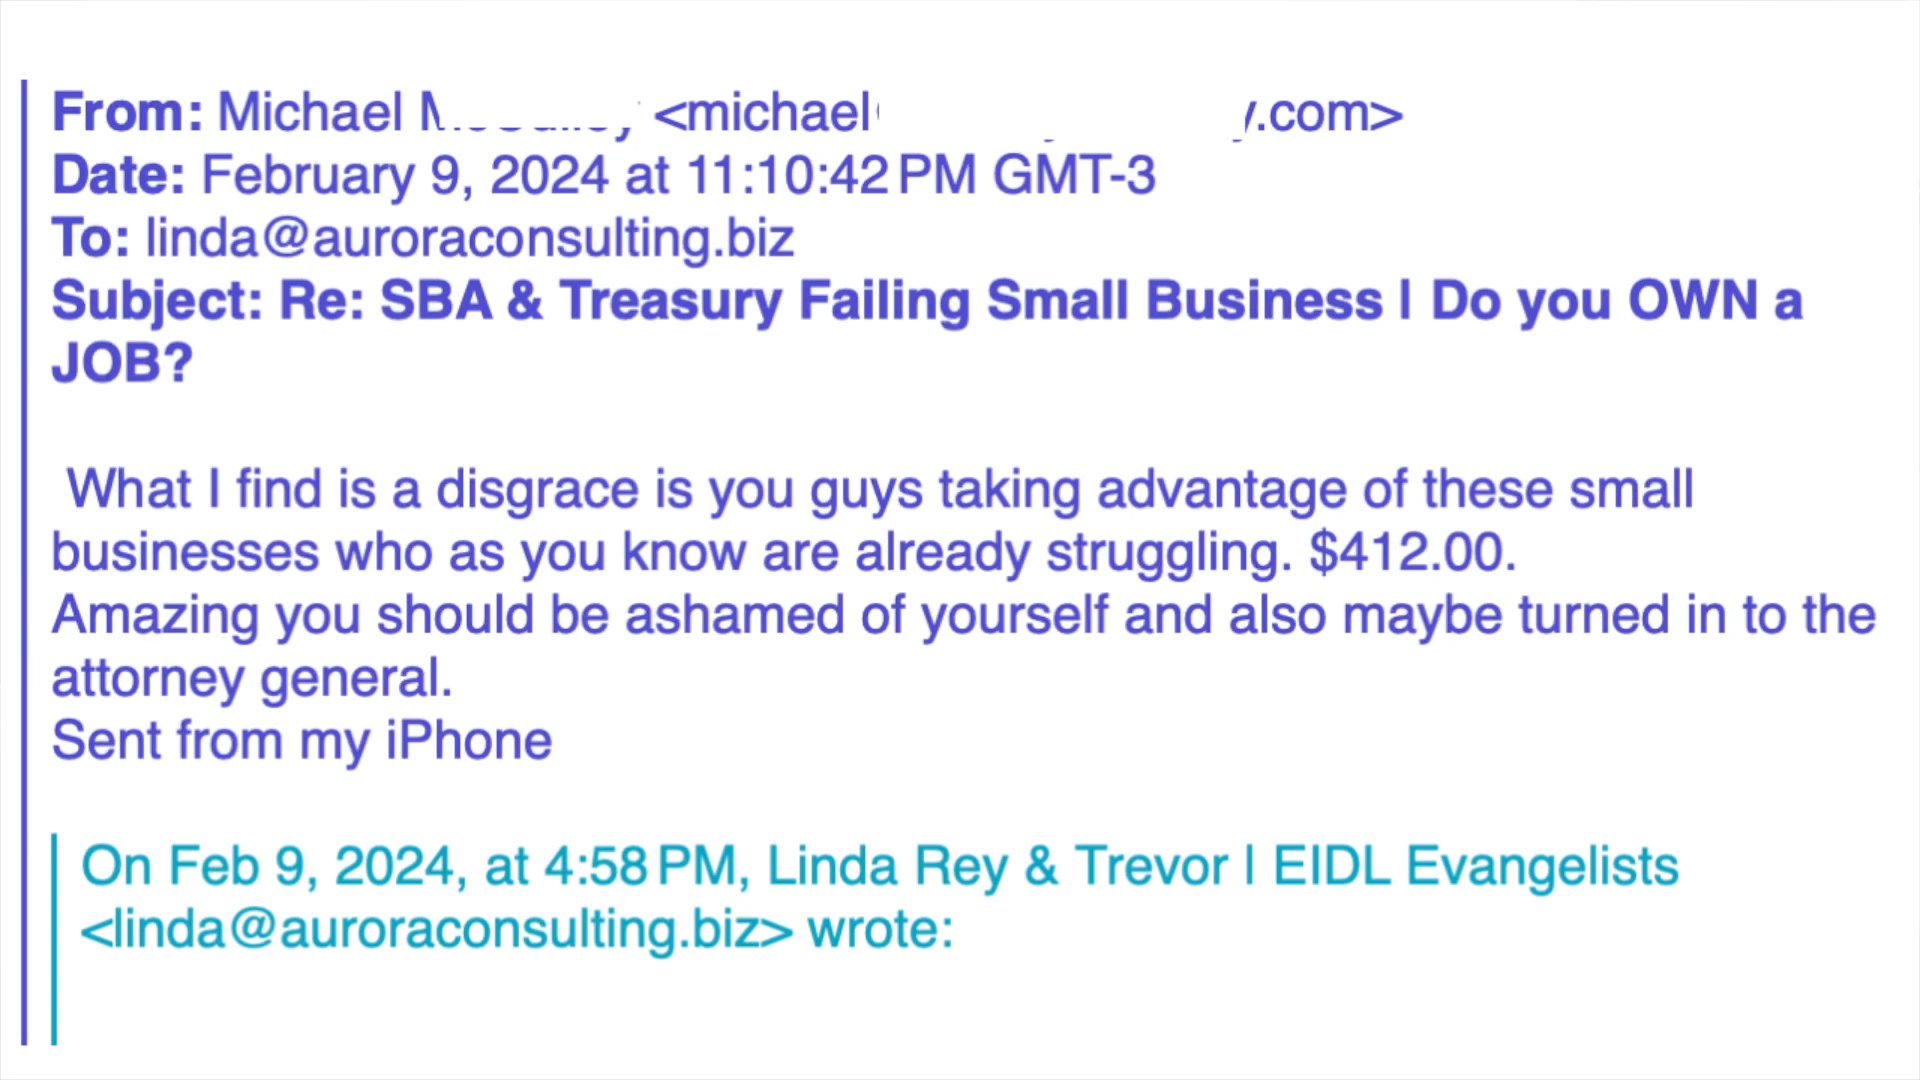 From: Michael <michael .com>
Date: February 9, 2024 at 11:10:42 PM GMT-3
To: linda@auroraconsulting.biz
Subject: Re: SBA & Treasury Failing Small Business | Do you OWN a
JOB?
What I find is a disgrace is you guys taking advantage of these small
businesses who as you know are already struggling. $412.00.
Amazing you should be ashamed of yourself and also maybe turned in to the
attorney general.
Sent from my iPhone
On Feb 9, 2024, at 4:58 PM, Linda Rey & Trevor | EIDL Evangelists
<linda@auroraconsulting.biz> wrote: